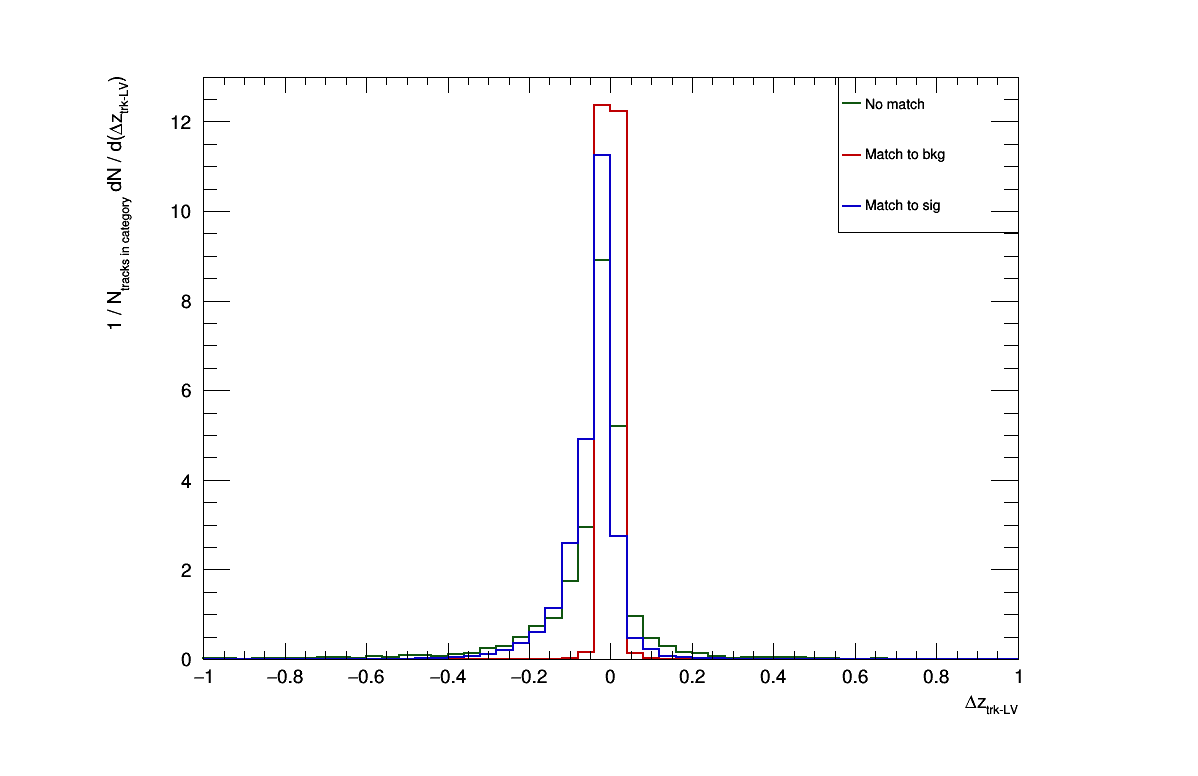 1 / N_tracks in category dN / d(Δz_trk-LV)
No match
Match to bkg
Match to sig
12
10
8
6
4
2
0
−1 −0.8 −0.6 −0.4 −0.2 0 0.2 0.4 0.6 0.8 1
Δz_trk-LV